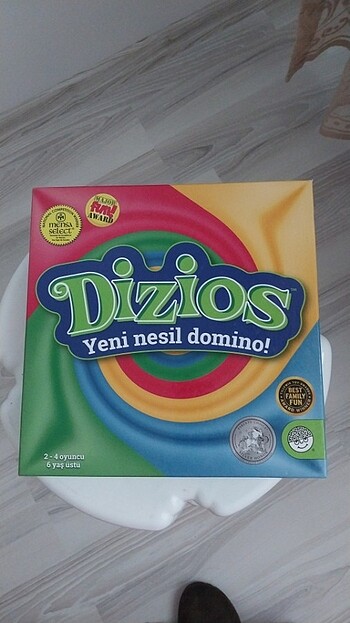 mensa
select
MAJOR
fun!
AWARD
Dizios
Yeni nesil domino!
BEST
FAMILY
FUN
2 - 4 oyuncu
6 yaş üstü